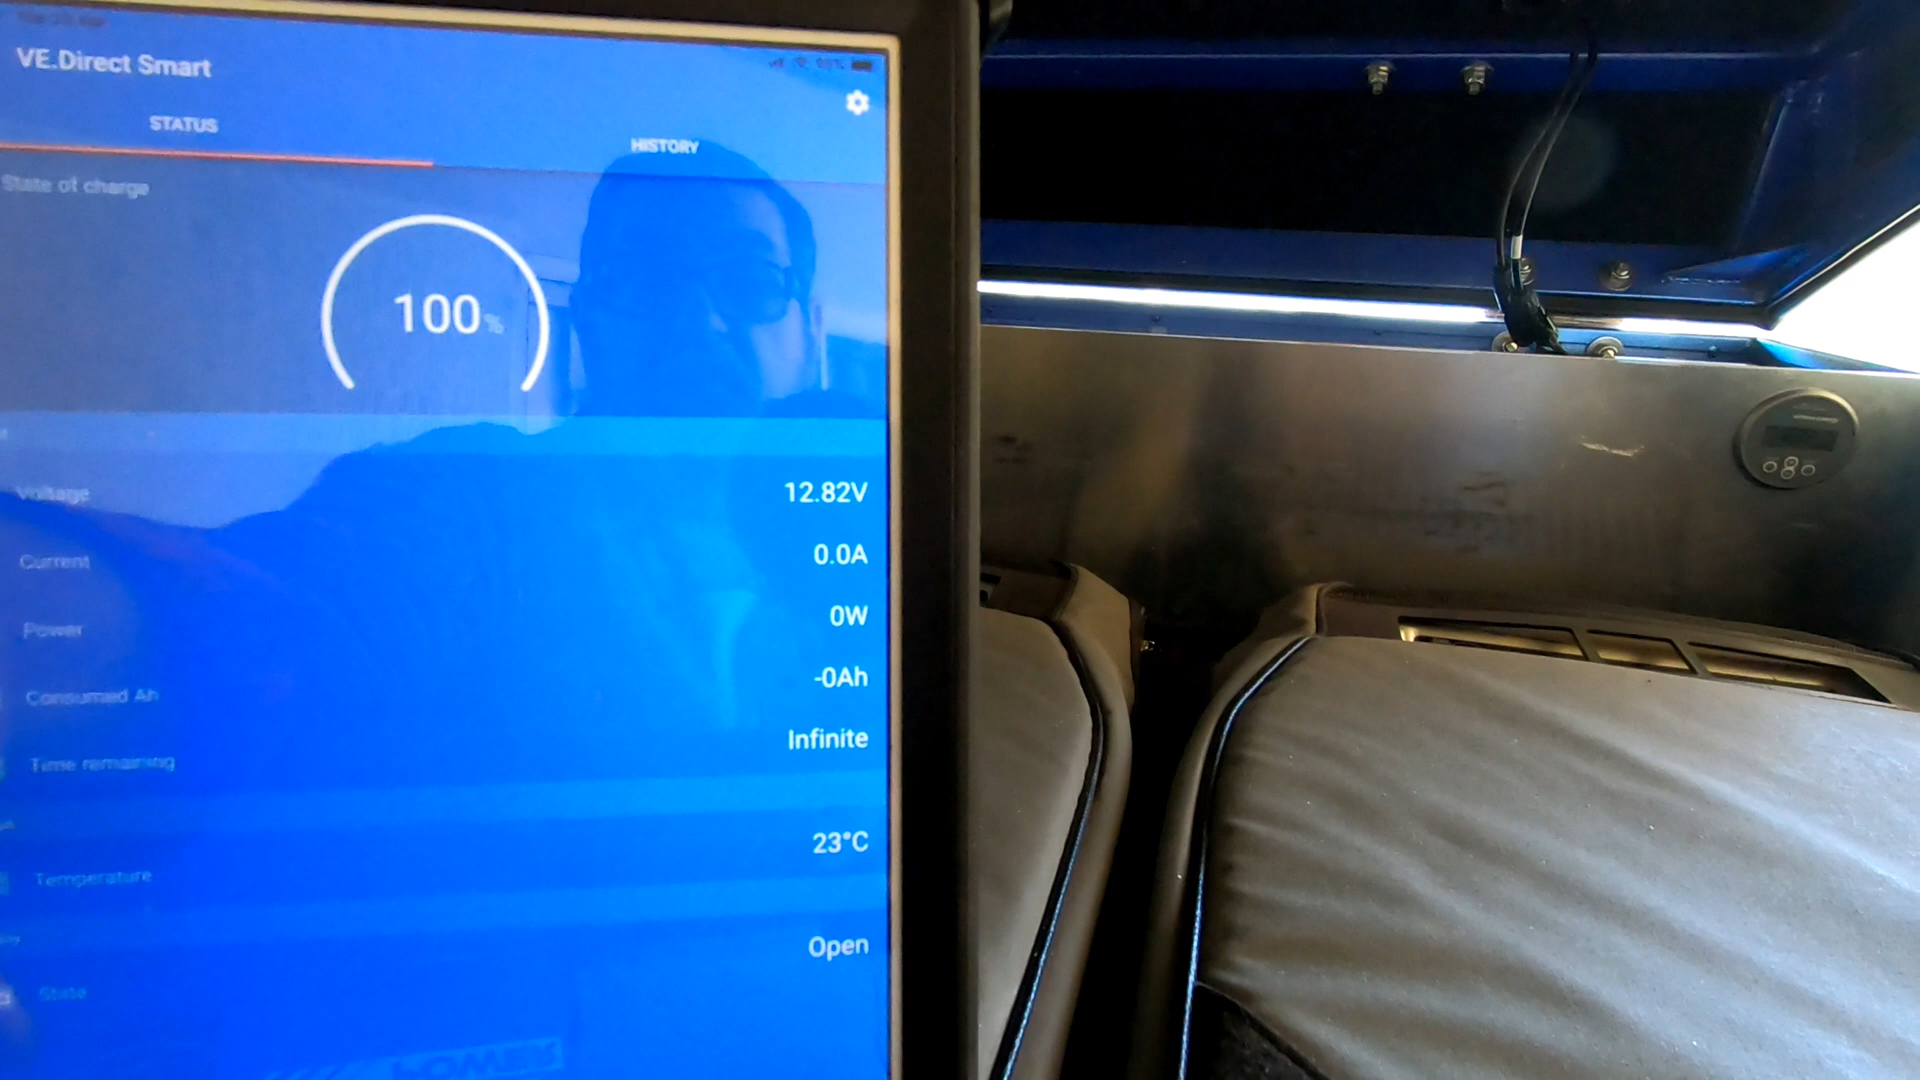 VE.Direct Smart
STATUS
HISTORY
State of charge
100%
Voltage
12.82V
Current
0.0A
Power
0W
Consumed Ah
-0Ah
Time remaining
Infinite
Temperature
23°C
State
Open